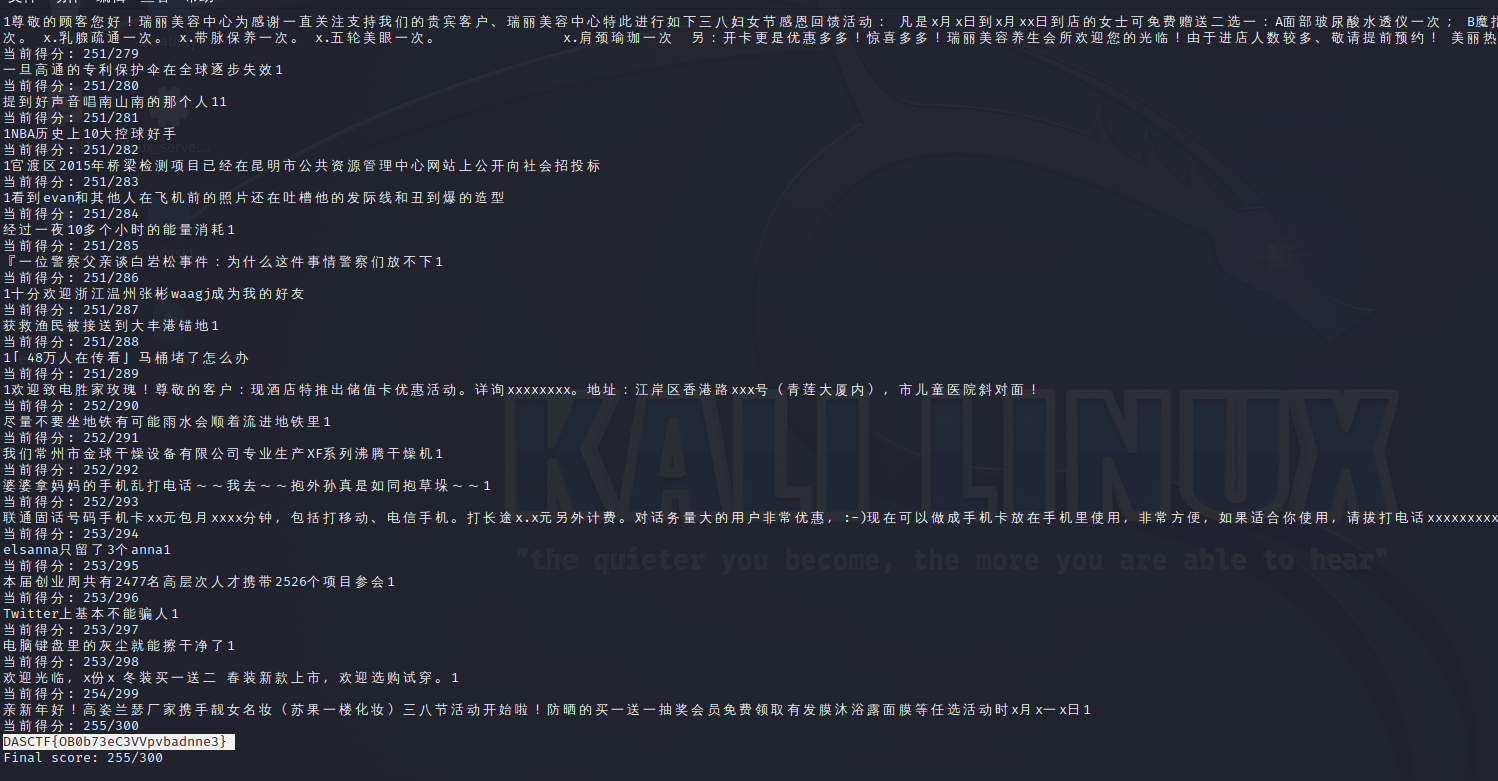 1尊敬的顾客您好！瑞丽美容中心为感谢一直关注支持我们的贵宾客户、瑞丽美容中心特此进行如下三八妇女节感恩回馈活动： 凡是x月x日到x月xx日到店的女士可免费赠送二选一：A面部玻尿酸水透仪一次； B魔指
次。 x.乳腺疏通一次。 x.带脉保养一次。 x.五轮美眼一次。 x.肩颈瑜珈一次 另：开卡更是优惠多多！惊喜多多！瑞丽美容养生会所欢迎您的光临！由于进店人数较多、敬请提前预约！ 美丽热
当前得分: 251/279
一旦高通的专利保护伞在全球逐步失效1
当前得分: 251/280
提到好声音唱南山南的那个人11
当前得分: 251/281
1NBA历史上10大控球好手
当前得分: 251/282
1官渡区2015年桥梁检测项目已经在昆明市公共资源管理中心网站上公开向社会招投标
当前得分: 251/283
1看到evan和其他人在飞机前的照片还在吐槽他的发际线和丑到爆的造型
当前得分: 251/284
经过一夜10多个小时的能量消耗1
当前得分: 251/285
『一位警察父亲谈白岩松事件：为什么这件事情警察们放不下1
当前得分: 251/286
1十分欢迎浙江温州张彬waagj成为我的好友
当前得分: 251/287
获救渔民被接送到大丰港锚地1
当前得分: 251/288
1「48万人在传看」马桶堵了怎么办
当前得分: 251/289
1欢迎致电胜家玫瑰！尊敬的客户：现酒店特推出储值卡优惠活动。详询xxxxxxxx。地址：江岸区香港路xxx号（青莲大厦内），市儿童医院斜对面！
当前得分: 252/290
尽量不要坐地铁有可能雨水会顺着流进地铁里1
当前得分: 252/291
我们常州市金球干燥设备有限公司专业生产XF系列沸腾干燥机1
当前得分: 252/292
婆婆拿妈妈的手机乱打电话～～我去～～抱外孙真是如同抱草垛～～1
当前得分: 252/293
联通固话号码手机卡xx元包月xxxx分钟，包括打移动、电信手机。打长途x.x元另外计费。对话务量大的用户非常优惠，:-)现在可以做成手机卡放在手机里使用，非常方便，如果适合你使用，请拔打电话xxxxxxxxx
当前得分: 253/294
elsanna只留了3个anna1
当前得分: 253/295
本届创业周共有2477名高层次人才携带2526个项目参会1
当前得分: 253/296
Twitter上基本不能骗人1
当前得分: 253/297
电脑键盘里的灰尘就能擦干净了1
当前得分: 253/298
欢迎光临，x份x 冬装买一送二 春装新款上市，欢迎选购试穿。1
当前得分: 254/299
亲新年好！高姿兰瑟厂家携手靓女名妆（苏果一楼化妆）三八节活动开始啦！防晒的买一送一抽奖会员免费领取有发膜沐浴露面膜等任选活动时x月x一x日1
当前得分: 255/300
DASCTF{OB0b73eC3VVpvbadnne3}
Final score: 255/300
KALI LINUX
"the quieter you become, the more you are able to hear"